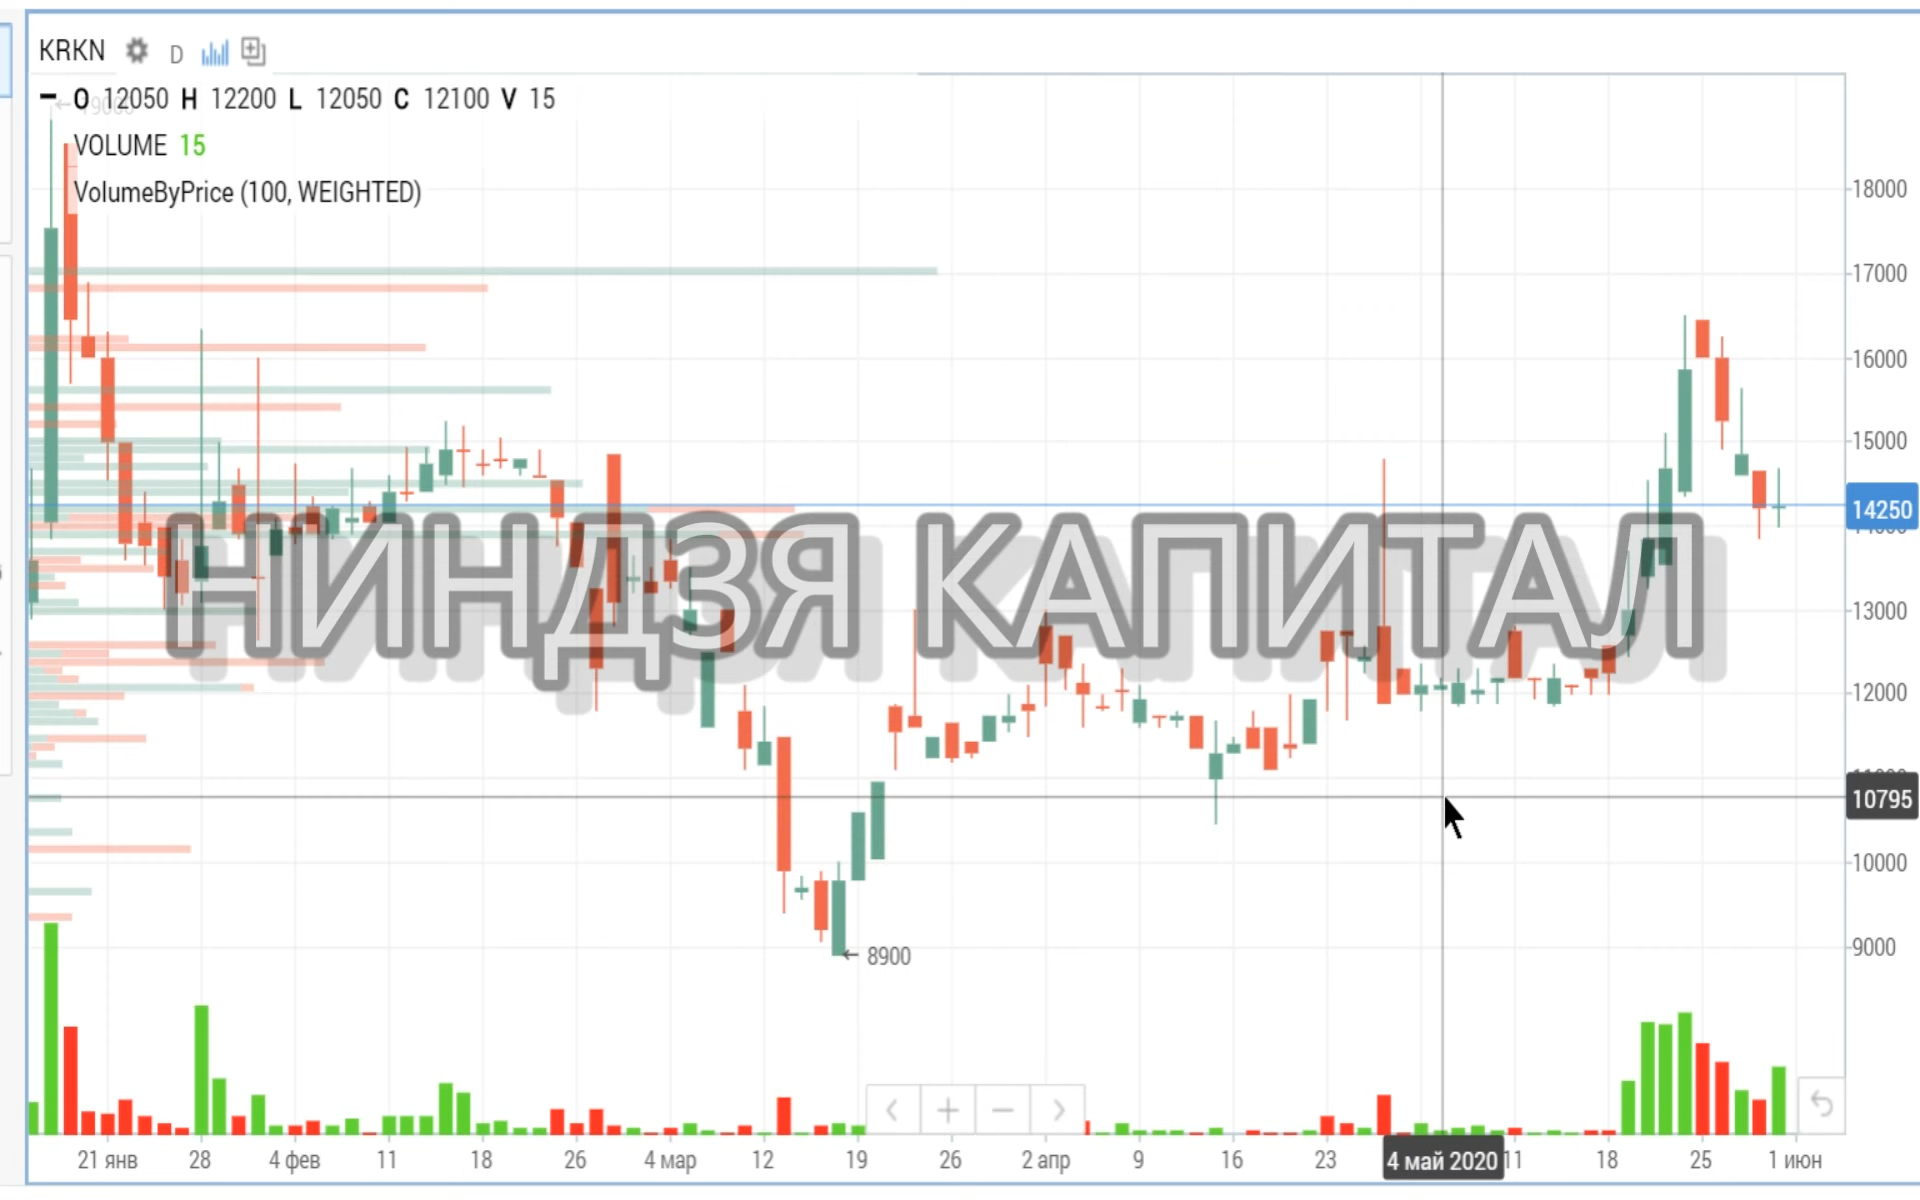 KRKN D
O 12050 H 12200 L 12050 C 12100 V 15
← 19000
VOLUME 15
VolumeByPrice (100, WEIGHTED)
18000
17000
16000
15000
14250
НИНДЗЯ КАПИТАЛ
13000
12000
10795
10000
← 8900
9000
21 янв 28 4 фев 11 18 26 4 мар 12 19 26 2 апр 9 16 23 4 май 2020 11 18 25 1 июн